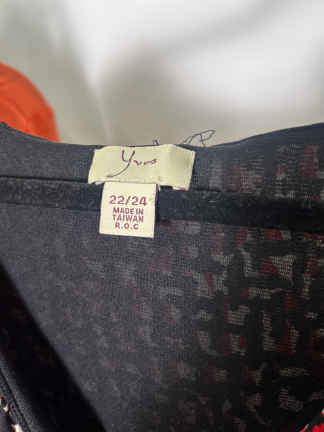 Yvos
22/24
MADE IN
TAIWAN
R.O.C